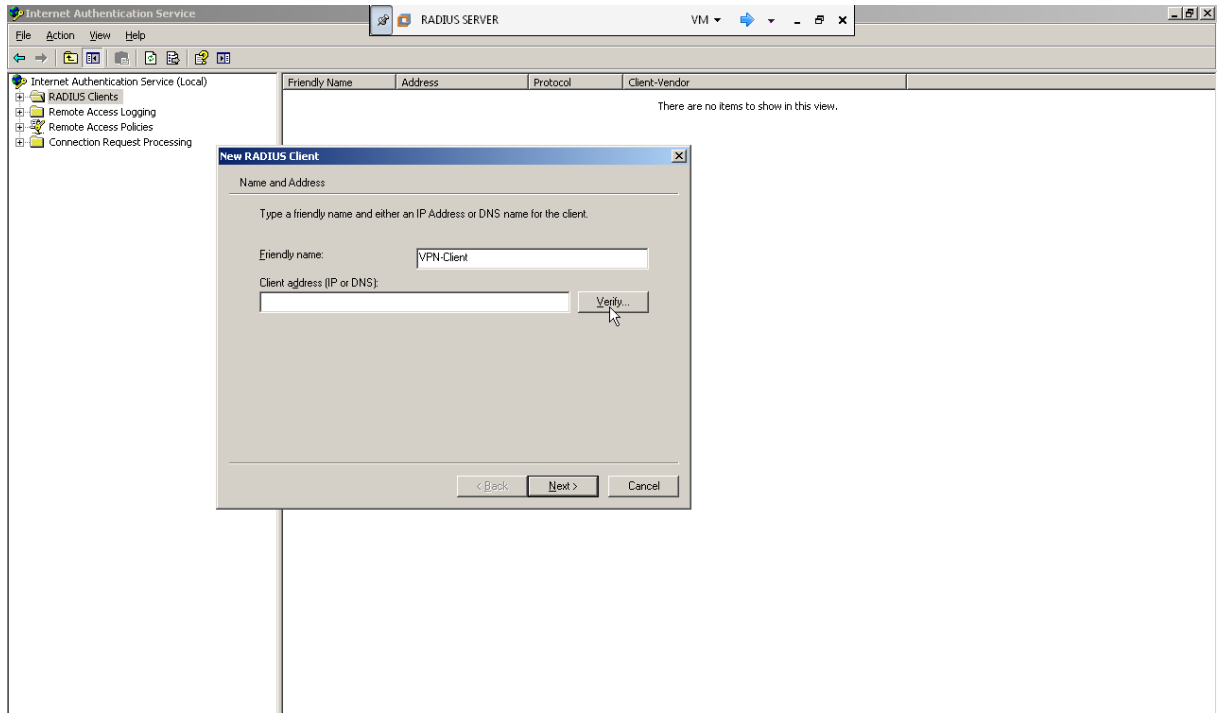 Internet Authentication Service
RADIUS SERVER
VM
File Action View Help
Internet Authentication Service (Local)
RADIUS Clients
Remote Access Logging
Remote Access Policies
Connection Request Processing
Friendly Name Address Protocol Client-Vendor
There are no items to show in this view.
New RADIUS Client
Name and Address
Type a friendly name and either an IP Address or DNS name for the client.
Friendly name: VPN-Client
Client address (IP or DNS):
Verify...
< Back Next > Cancel